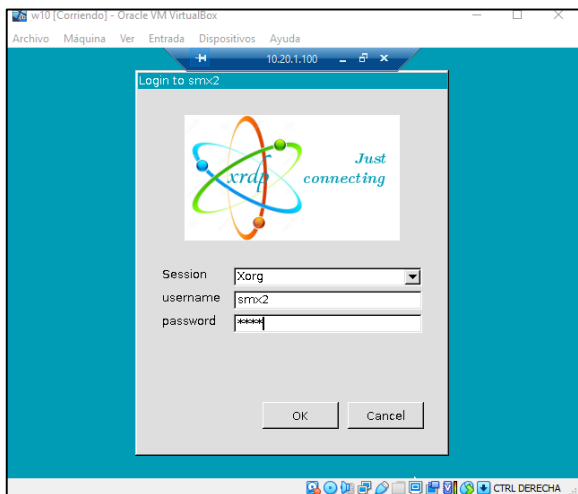 w10 [Corriendo] - Oracle VM VirtualBox
Archivo Máquina Ver Entrada Dispositivos Ayuda
10.20.1.100
Login to smx2
xrdp
Just
connecting
Session Xorg
username smx2
password ****
OK Cancel
CTRL DERECHA